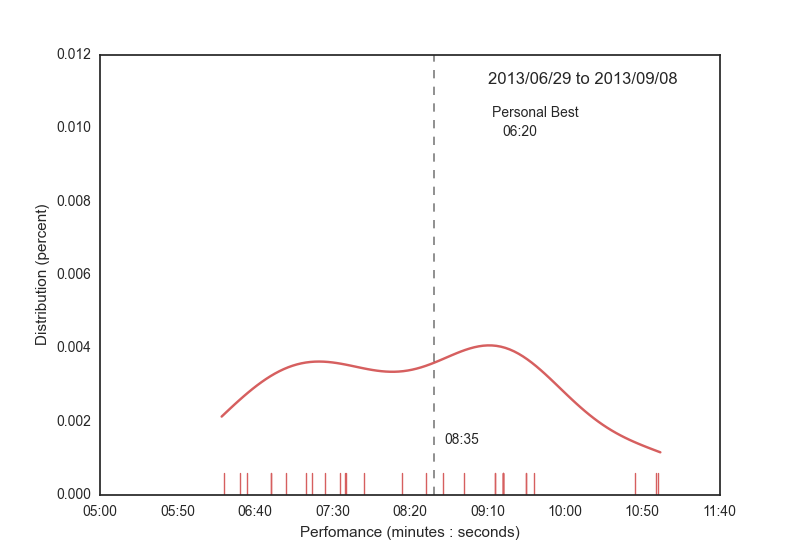 0.012
2013/06/29 to 2013/09/08
Personal Best
06:20
0.010
0.008
0.006
0.004
0.002
0.000
Distribution (percent)
08:35
05:00 05:50 06:40 07:30 08:20 09:10 10:00 10:50 11:40
Perfomance (minutes : seconds)